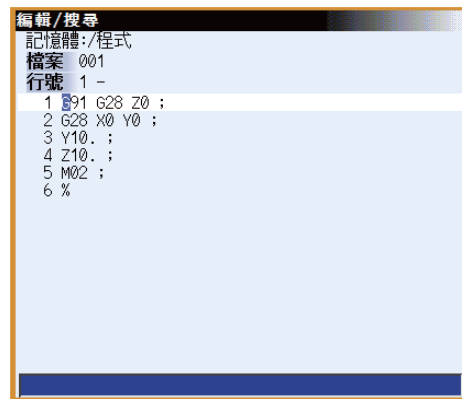 編輯/搜尋
記憶體:/程式
檔案 001
行號 1 -
1 G91 G28 Z0 ;
2 G28 X0 Y0 ;
3 Y10. ;
4 Z10. ;
5 M02 ;
6 %